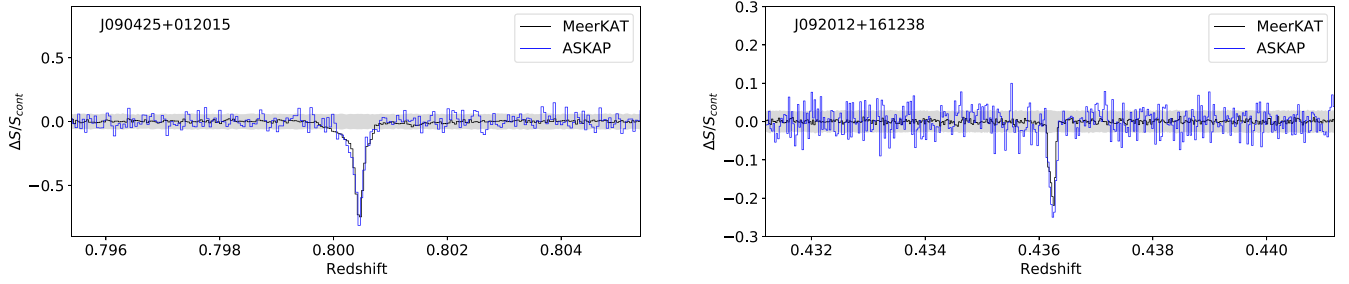 J090425+012015
MeerKAT
ASKAP
0.5
0.0
−0.5
ΔS/S_cont
0.796
0.798
0.800
0.802
0.804
Redshift
J092012+161238
MeerKAT
ASKAP
0.3
0.2
0.1
0.0
−0.1
−0.2
−0.3
ΔS/S_cont
0.432
0.434
0.436
0.438
0.440
Redshift